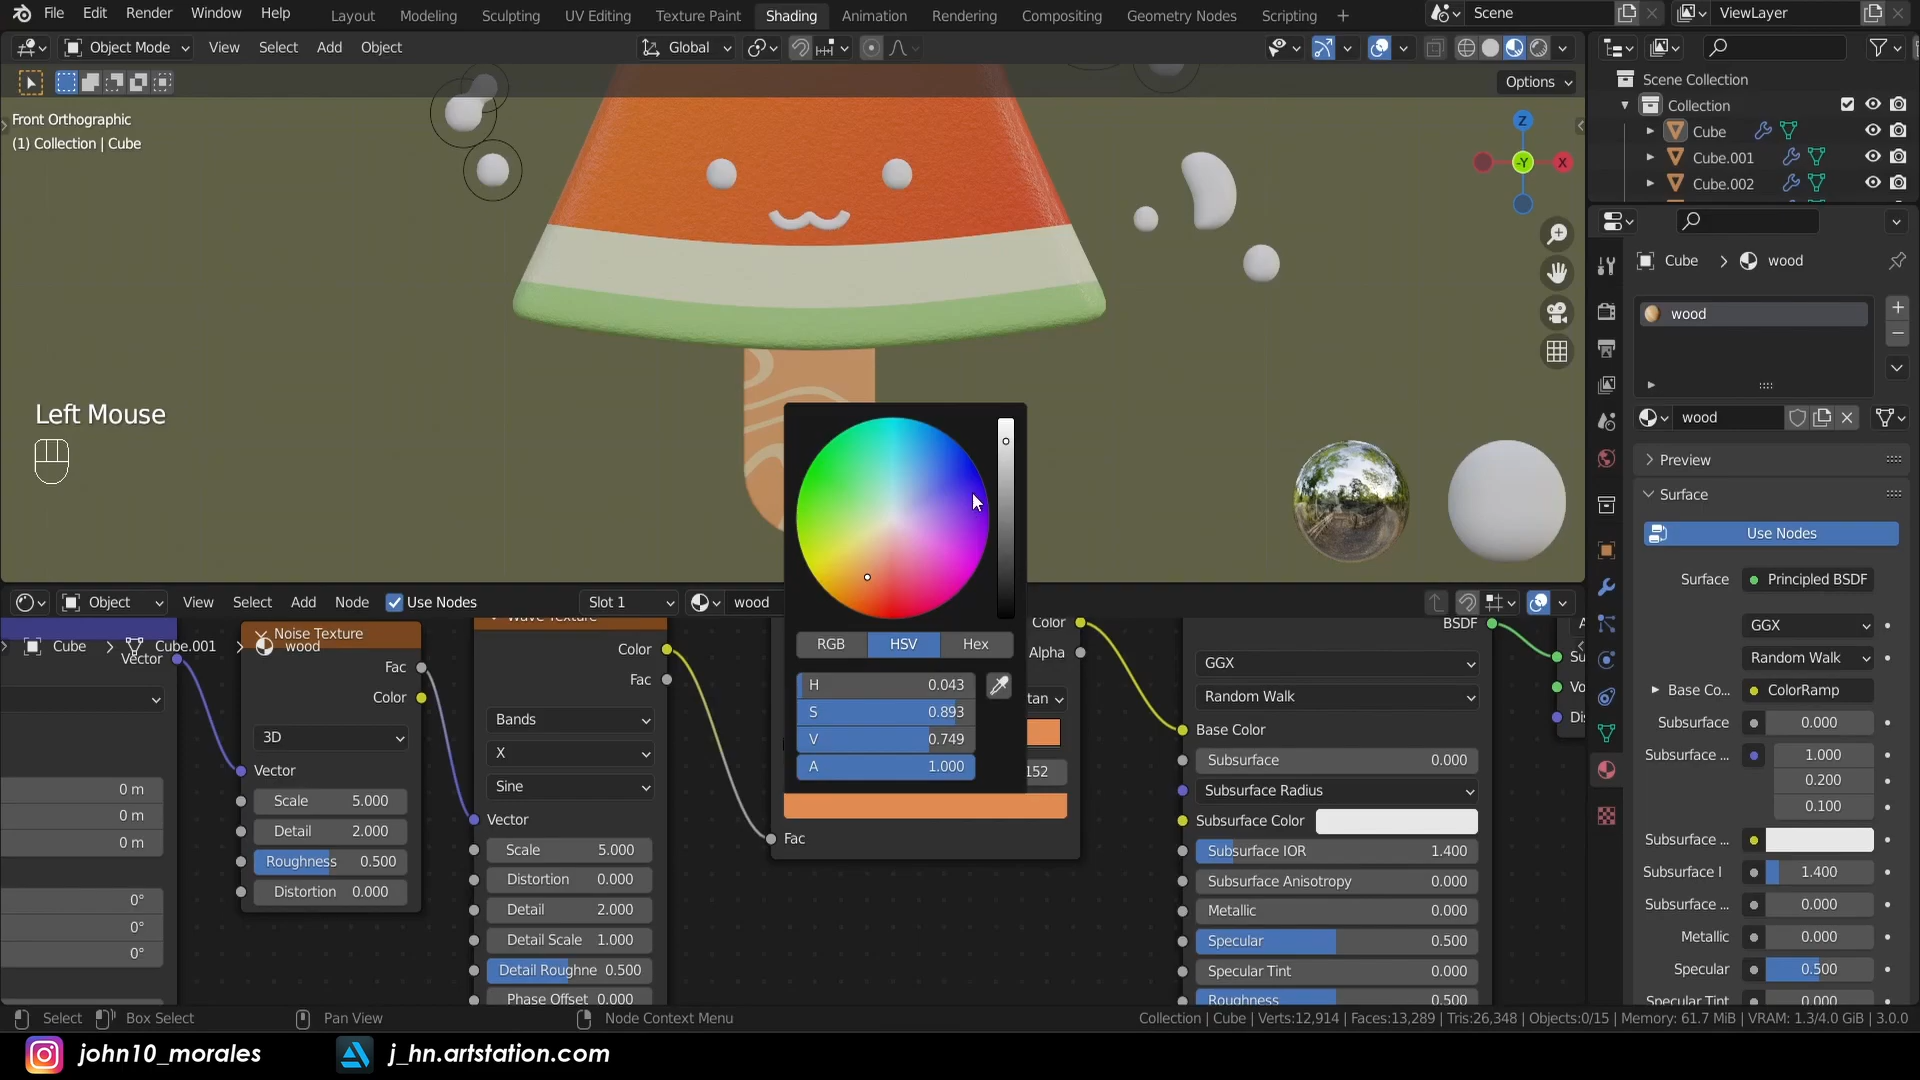 File Edit Render Window Help Layout Modeling Sculpting UV Editing Texture Paint Shading Animation Rendering Compositing Geometry Nodes Scripting + Scene ViewLayer
Object Mode View Select Add Object Global
Options
Front Orthographic
(1) Collection | Cube
Z
-Y
X
Left Mouse
Scene Collection
Collection
Cube
Cube.001
Cube.002
Cube > wood
wood
wood
Preview
Surface
Use Nodes
Surface Principled BSDF
GGX
Random Walk
Base Co... ColorRamp
Subsurface 0.000
Subsurface ... 1.000
0.200
0.100
Subsurface ...
Subsurface I 1.400
Subsurface ... 0.000
Metallic 0.000
Specular 0.500
Object View Select Add Node Use Nodes Slot 1 wood
Cube > Cube.001 > wood
Vector
0 m
0 m
0 m
0°
0°
0°
Noise Texture
Fac
Color
3D
Vector
Scale 5.000
Detail 2.000
Roughness 0.500
Distortion 0.000
Color
Fac
Bands
X
Sine
Vector
Scale 5.000
Distortion 0.000
Detail 2.000
Detail Scale 1.000
Detail Roughne 0.500
Phase Offset 0.000
RGB HSV Hex
H 0.043
S 0.893
V 0.749
A 1.000
Color
Alpha
Fac
BSDF
GGX
Random Walk
Base Color
Subsurface 0.000
Subsurface Radius
Subsurface Color
Subsurface IOR 1.400
Subsurface Anisotropy 0.000
Metallic 0.000
Specular 0.500
Specular Tint 0.000
Roughness 0.500
Select Box Select Pan View Node Context Menu Collection | Cube | Verts:12,914 | Faces:13,289 | Tris:26,348 | Objects:0/15 | Memory: 61.7 MiB | VRAM: 1.3/4.0 GiB | 3.0.0
john10_morales j_hn.artstation.com